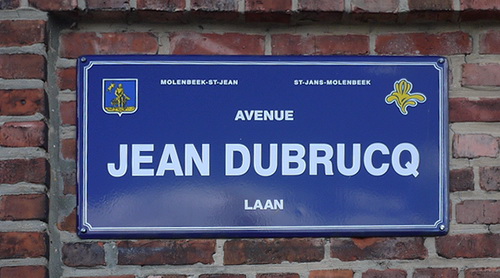 MOLENBEEK-ST-JEAN ST-JANS-MOLENBEEK
AVENUE
JEAN DUBRUCQ
LAAN